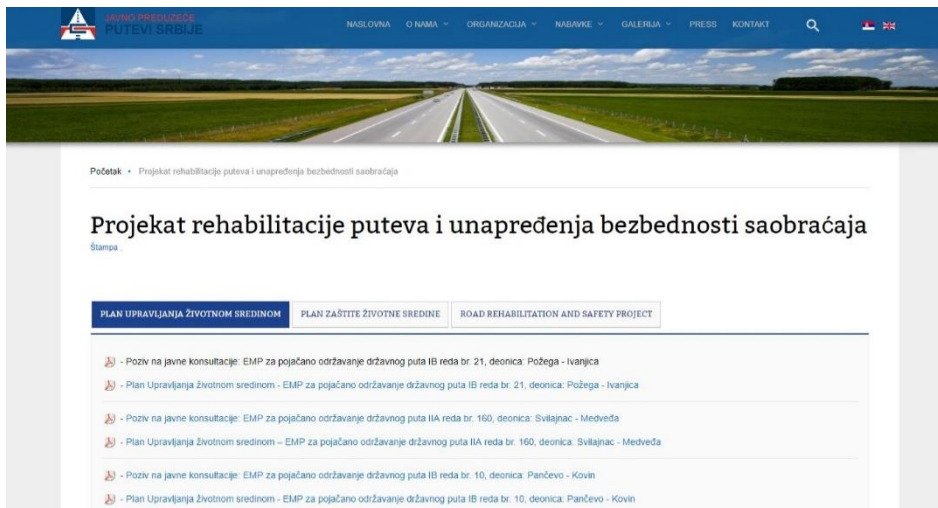 JAVNO PREDUZEĆE
PUTEVI SRBIJE
NASLOVNA O NAMA ORGANIZACIJA NABAVKE GALERIJA PRESS KONTAKT
Početak • Projekat rehabilitacije puteva i unapređenja bezbednosti saobraćaja
Projekat rehabilitacije puteva i unapređenja bezbednosti saobraćaja
Štampa .
PLAN UPRAVLJANJA ŽIVOTNOM SREDINOM PLAN ZAŠTITE ŽIVOTNE SREDINE ROAD REHABILITATION AND SAFETY PROJECT
- Poziv na javne konsultacije: EMP za pojačano održavanje državnog puta IB reda br. 21, deonica: Požega - Ivanjica
- Plan Upravljanja životnom sredinom - EMP za pojačano održavanje državnog puta IB reda br. 21, deonica: Požega - Ivanjica
- Poziv na javne konsultacije: EMP za pojačano održavanje državnog puta IIA reda br. 160, deonica: Svilajnac - Medveđa
- Plan Upravljanja životnom sredinom – EMP za pojačano održavanje državnog puta IIA reda br. 160, deonica: Svilajnac - Medveđa
- Poziv na javne konsultacije: EMP za pojačano održavanje državnog puta IB reda br. 10, deonica: Pančevo - Kovin
- Plan Upravljanja životnom sredinom - EMP za pojačano održavanje državnog puta IB reda br. 10, deonica: Pančevo - Kovin